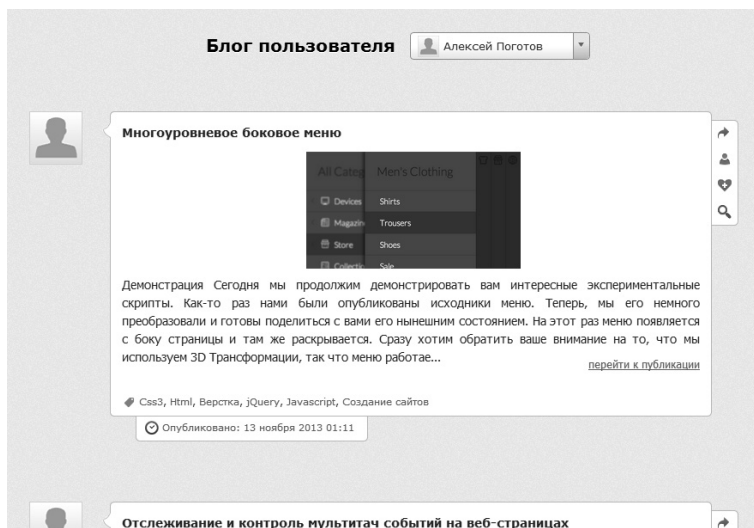 Блог пользователя
Алексей Поготов
Многоуровневое боковое меню
All Categ
Men's Clothing
Devices
Shirts
Magazin
Trousers
Store
Shoes
Collectio
Sale
Демонстрация Сегодня мы продолжим демонстрировать вам интересные экспериментальные
скрипты. Как-то раз нами были опубликованы исходники меню. Теперь, мы его немного
преобразовали и готовы поделиться с вами его нынешним состоянием. На этот раз меню появляется
с боку страницы и там же раскрывается. Сразу хотим обратить ваше внимание на то, что мы
используем 3D Трансформации, так что меню работае...
перейти к публикации
Css3, Html, Верстка, jQuery, Javascript, Создание сайтов
Опубликовано: 13 ноября 2013 01:11
Отслеживание и контроль мультитач событий на веб-страницах